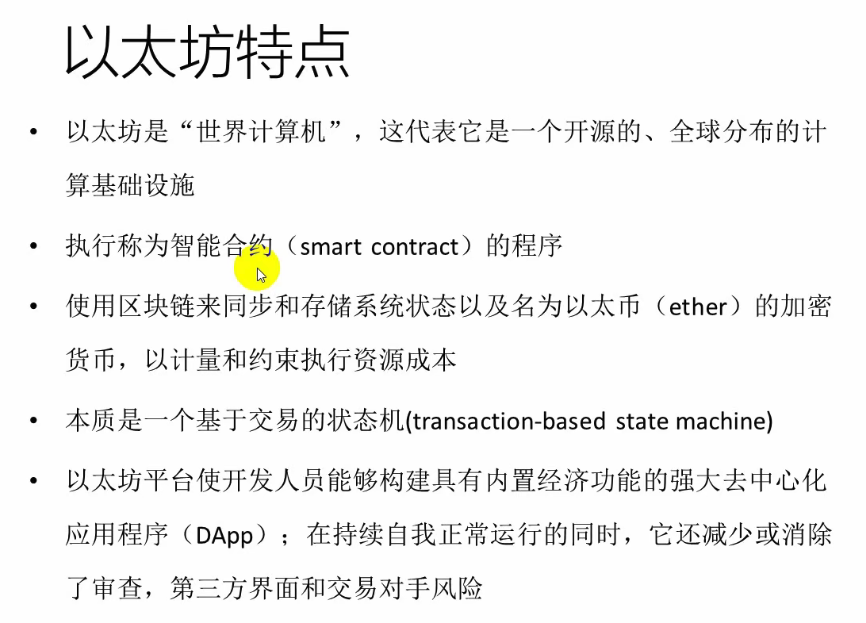 以太坊特点
• 以太坊是“世界计算机”，这代表它是一个开源的、全球分布的计
算基础设施
• 执行称为智能合约（smart contract）的程序
• 使用区块链来同步和存储系统状态以及名为以太币（ether）的加密
货币，以计量和约束执行资源成本
• 本质是一个基于交易的状态机(transaction-based state machine)
• 以太坊平台使开发人员能够构建具有内置经济功能的强大去中心化
应用程序（DApp）；在持续自我正常运行的同时，它还减少或消除
了审查，第三方界面和交易对手风险